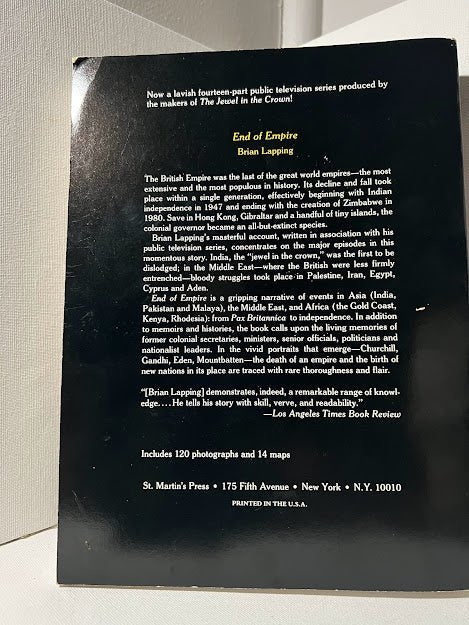 Now a lavish fourteen-part public television series produced by
the makers of The Jewel in the Crown!
End of Empire
Brian Lapping
The British Empire was the last of the great world empires—the most
extensive and the most populous in history. Its decline and fall took
place within a single generation, effectively beginning with Indian
independence in 1947 and ending with the creation of Zimbabwe in
1980. Save in Hong Kong, Gibraltar and a handful of tiny islands, the
colonial governor became an all-but-extinct species.
Brian Lapping's masterful account, written in association with his
public television series, concentrates on the major episodes in this
momentous story. India, the "jewel in the crown," was the first to be
dislodged; in the Middle East—where the British were less firmly
entrenched—bloody struggles took place in Palestine, Iran, Egypt,
Cyprus and Aden.
End of Empire is a gripping narrative of events in Asia (India,
Pakistan and Malaya), the Middle East, and Africa (the Gold Coast,
Kenya, Rhodesia): from Pax Britannica to independence. In addition
to memoirs and histories, the book calls upon the living memories of
former colonial secretaries, ministers, senior officials, politicians and
nationalist leaders. In the vivid portraits that emerge—Churchill,
Gandhi, Eden, Mountbatten—the death of an empire and the birth of
new nations in its place are traced with rare thoroughness and flair.
"[Brian Lapping] demonstrates, indeed, a remarkable range of knowl-
edge....He tells his story with skill, verve, and readability."
—Los Angeles Times Book Review
Includes 120 photographs and 14 maps
St. Martin's Press • 175 Fifth Avenue • New York • N.Y. 10010
PRINTED IN THE U.S.A.